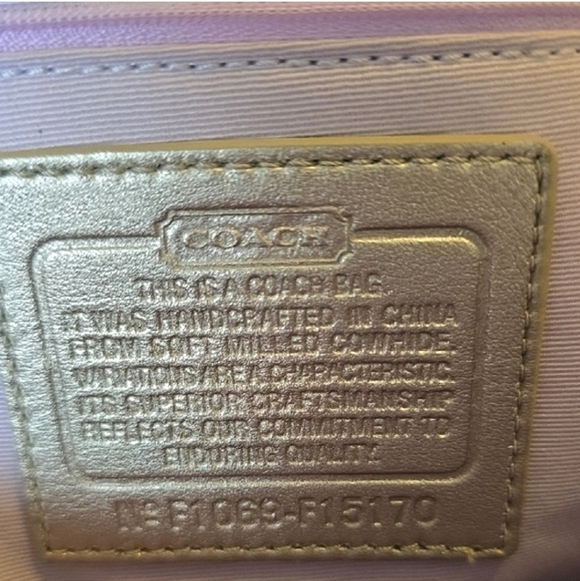 COACH
THIS IS A COACH BAG.
IT WAS HANDCRAFTED IN CHINA
FROM SOFT MILLED COWHIDE.
VARIATIONS ARE A CHARACTERISTIC.
ITS SUPERIOR CRAFTSMANSHIP
REFLECTS OUR COMMITMENT TO
ENDURING QUALITY.
Nº F1069-F15170